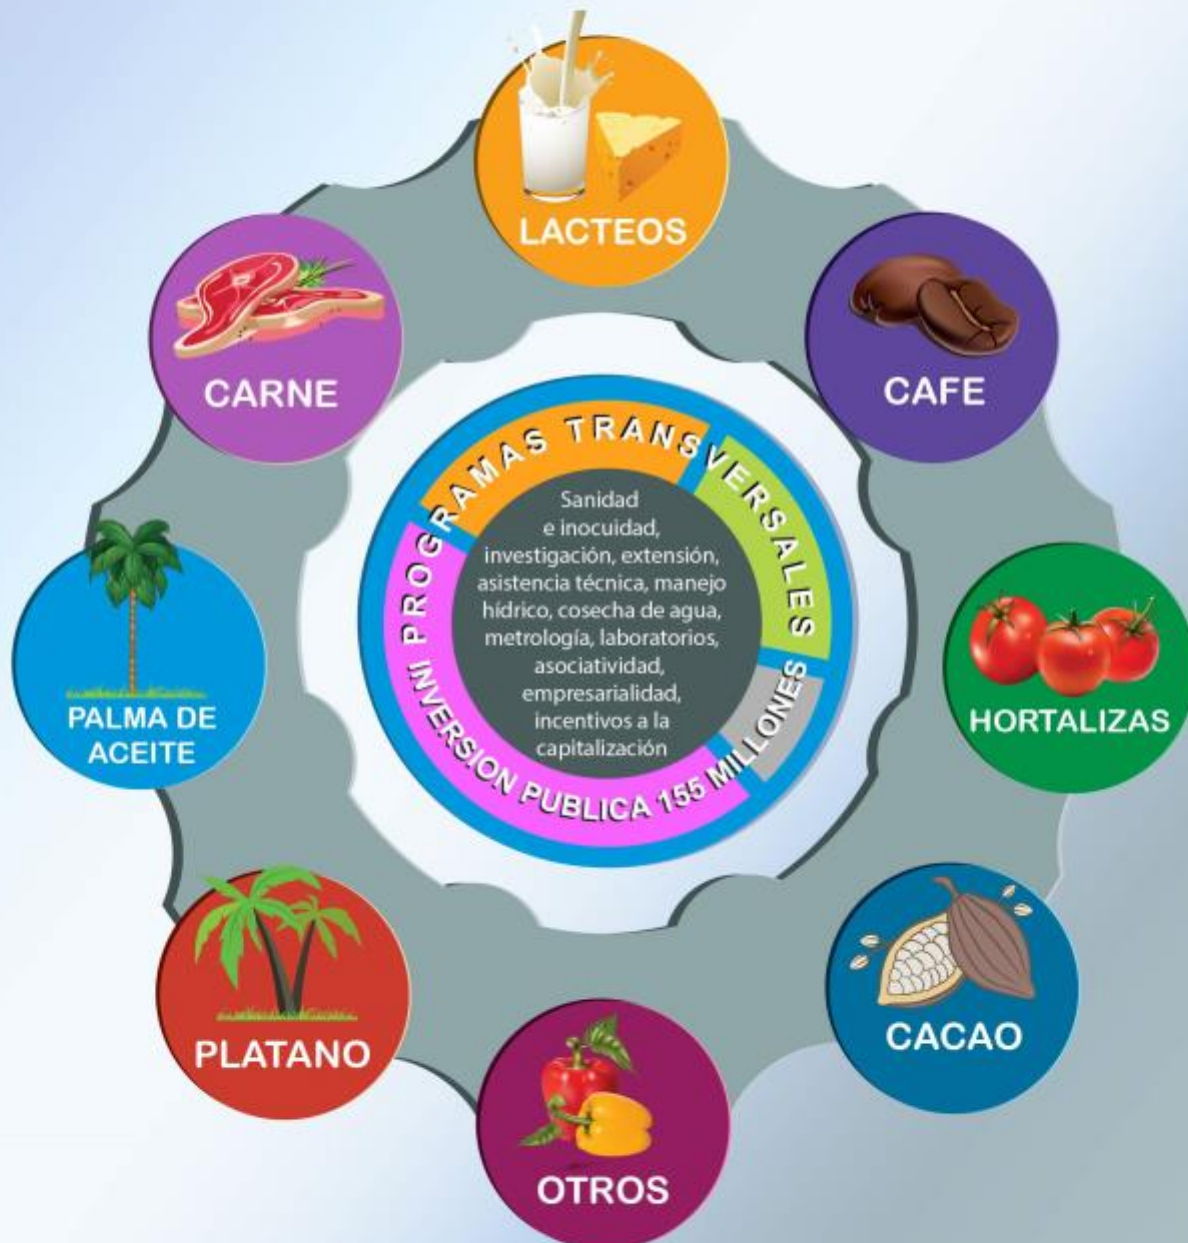 LACTEOS
CAFE
HORTALIZAS
CACAO
OTROS
PLATANO
PALMA DE
ACEITE
CARNE
PROGRAMAS TRANSVERSALES
INVERSION PUBLICA 155 MILLONES
Sanidad
e inocuidad,
investigación, extensión,
asistencia técnica, manejo
hídrico, cosecha de agua,
metrología, laboratorios,
asociatividad,
empresarialidad,
incentivos a la
capitalización